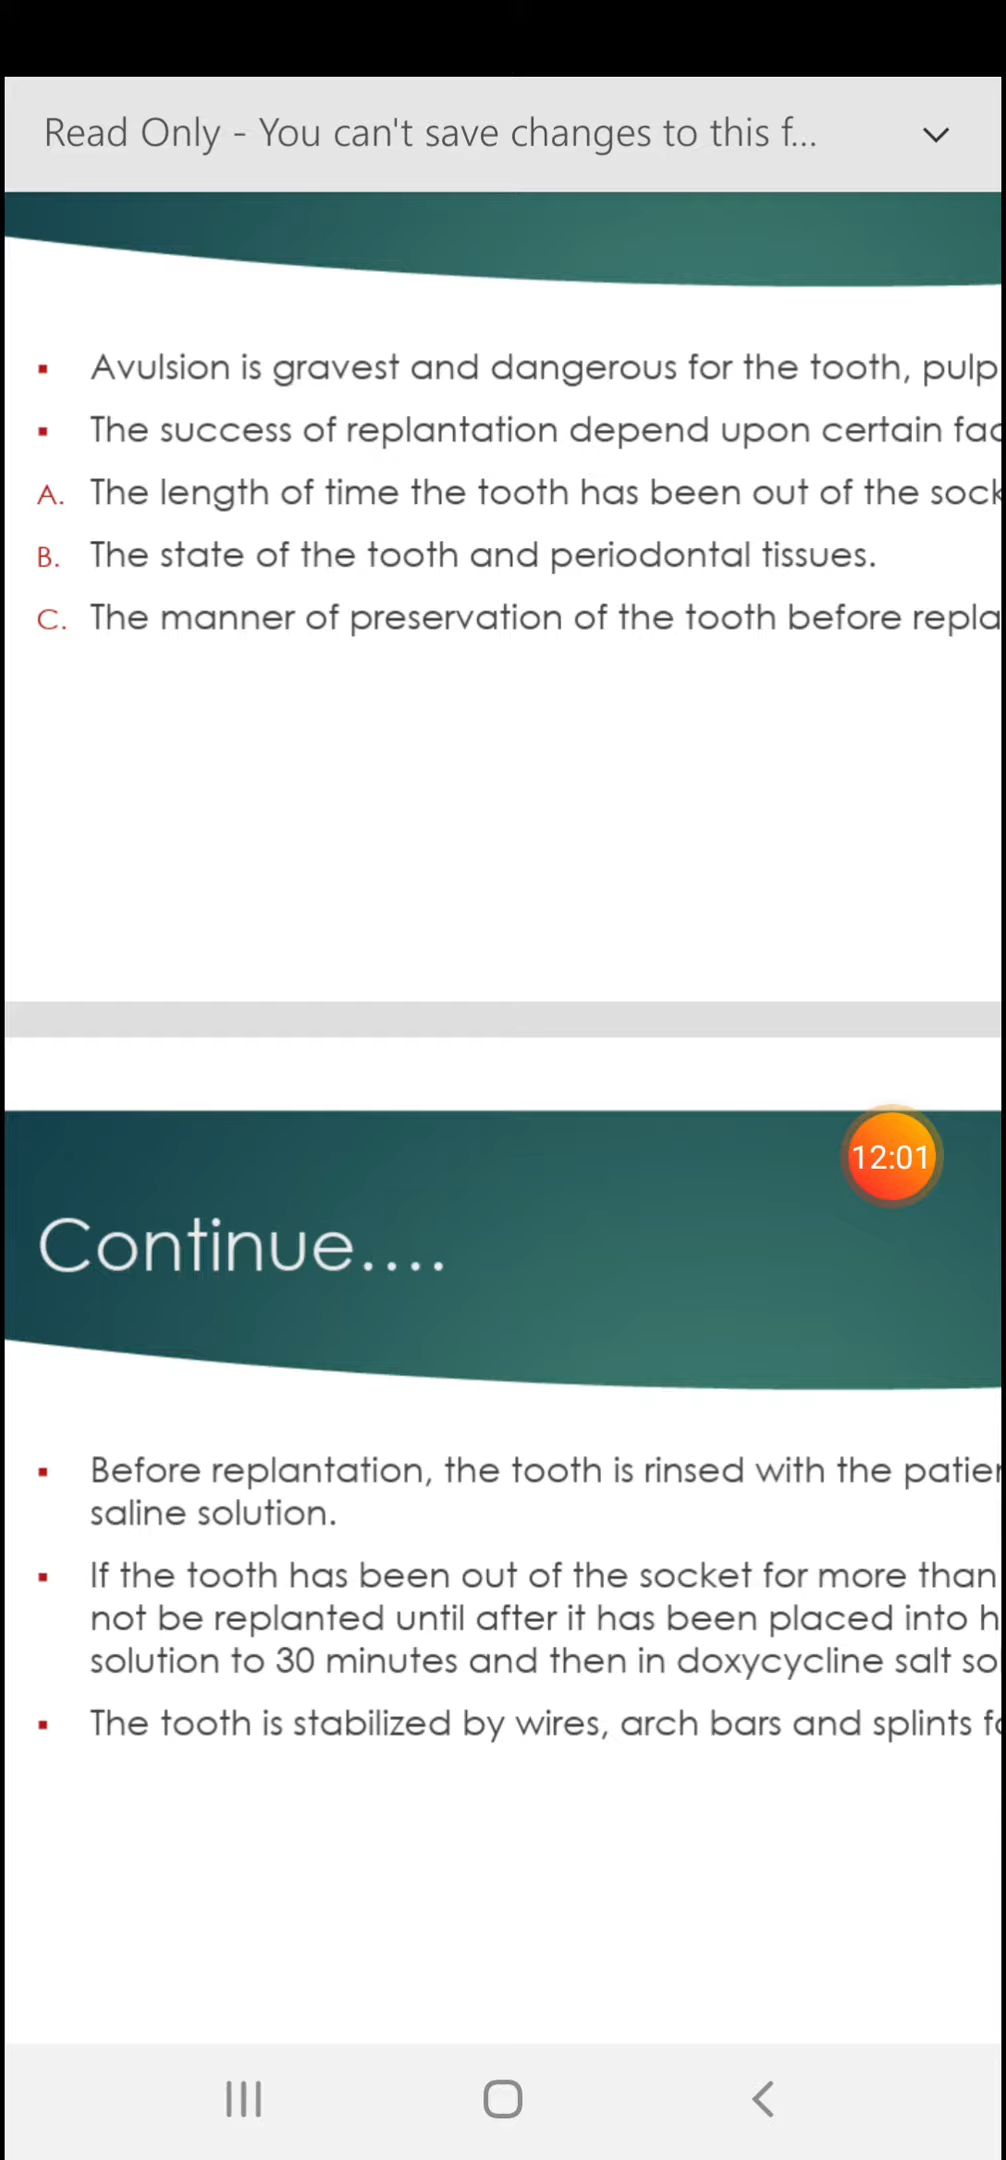 Read Only - You can't save changes to this f...
▪ Avulsion is gravest and dangerous for the tooth, pulp
▪ The success of replantation depend upon certain fac
A. The length of time the tooth has been out of the sock
B. The state of the tooth and periodontal tissues.
C. The manner of preservation of the tooth before repla
12:01
Continue....
▪ Before replantation, the tooth is rinsed with the patien
saline solution.
▪ If the tooth has been out of the socket for more than
not be replanted until after it has been placed into h
solution to 30 minutes and then in doxycycline salt so
▪ The tooth is stabilized by wires, arch bars and splints fo